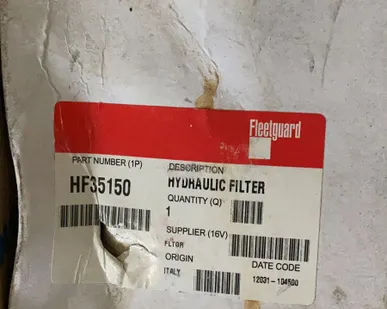 Fleetguard
PART NUMBER (1P)
DESCRIPTION
HF35150
HYDRAULIC FILTER
QUANTITY (Q)
1
SUPPLIER (16V)
FLTGR
ORIGIN
ITALY
DATE CODE
12031-104500